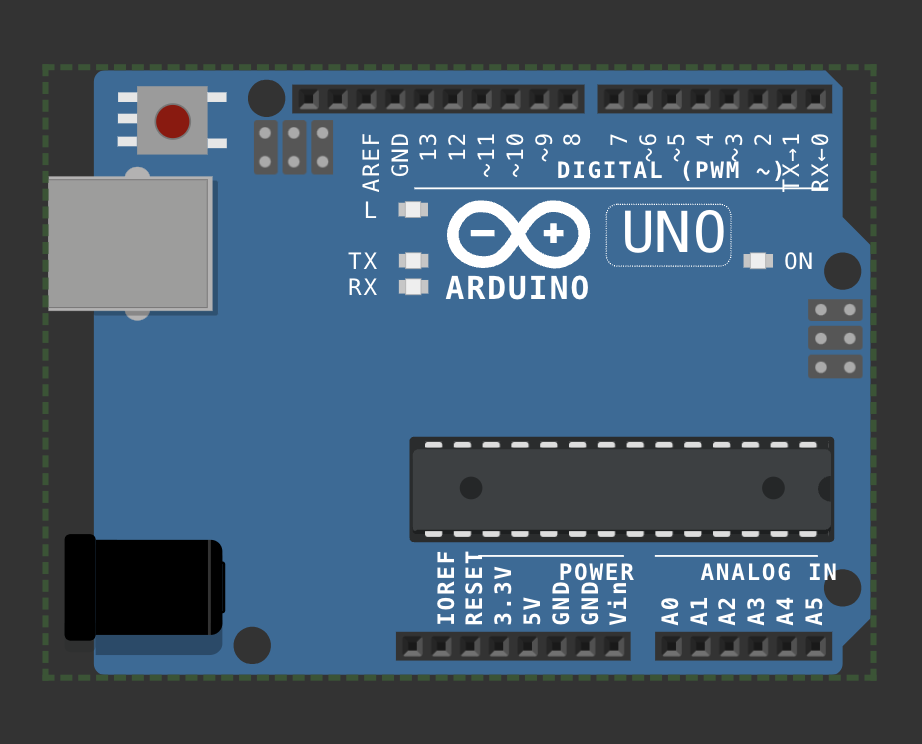 AREF
GND
13
12
~11
~10
~9
8
7
~6
~5
4
~3
2
TX→1
RX←0
DIGITAL (PWM ~)
L
TX
RX
ARDUINO
UNO
ON
IOREF
RESET
3.3V
5V
GND
GND
Vin
POWER
ANALOG IN
A0
A1
A2
A3
A4
A5